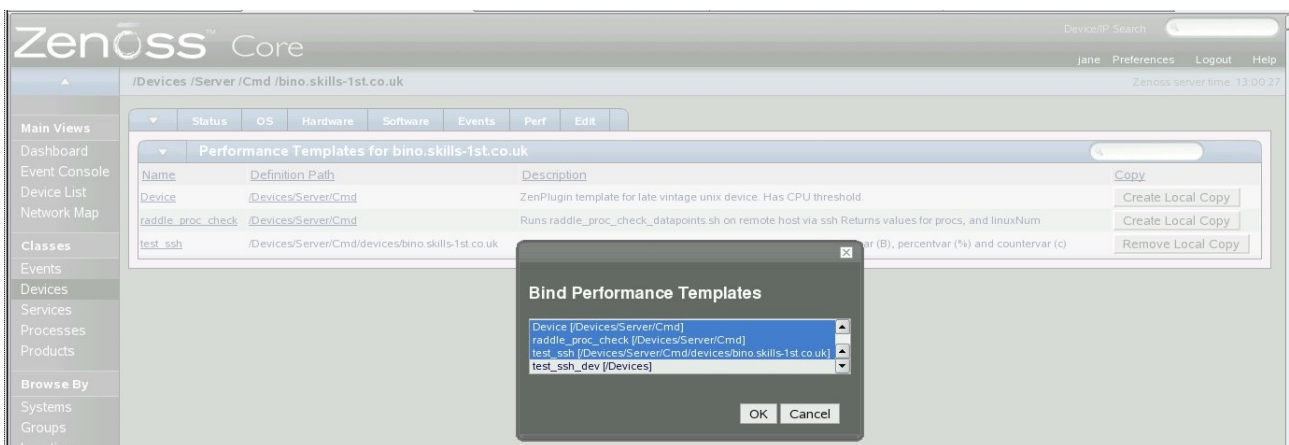 Zenōss™ Core
Device/IP Search
jane Preferences Logout Help
/Devices /Server /Cmd /bino.skills-1st.co.uk
Zenoss server time: 13:00:27
Main Views
Dashboard
Event Console
Device List
Network Map
Classes
Events
Devices
Services
Processes
Products
Browse By
Systems
Groups
Status OS Hardware Software Events Perf Edit
Performance Templates for bino.skills-1st.co.uk
Name Definition Path Description Copy
Device /Devices/Server/Cmd ZenPlugin template for late vintage unix device. Has CPU threshold. Create Local Copy
raddle_proc_check /Devices/Server/Cmd Runs raddle_proc_check_datapoints.sh on remote host via ssh Returns values for procs, and linuxNum Create Local Copy
test_ssh /Devices/Server/Cmd/devices/bino.skills-1st.co.uk (B), percentvar (%) and countervar (c) Remove Local Copy
Bind Performance Templates
Device [/Devices/Server/Cmd]
raddle_proc_check [/Devices/Server/Cmd]
test_ssh [/Devices/Server/Cmd/devices/bino.skills-1st.co.uk]
test_ssh_dev [/Devices]
OK Cancel